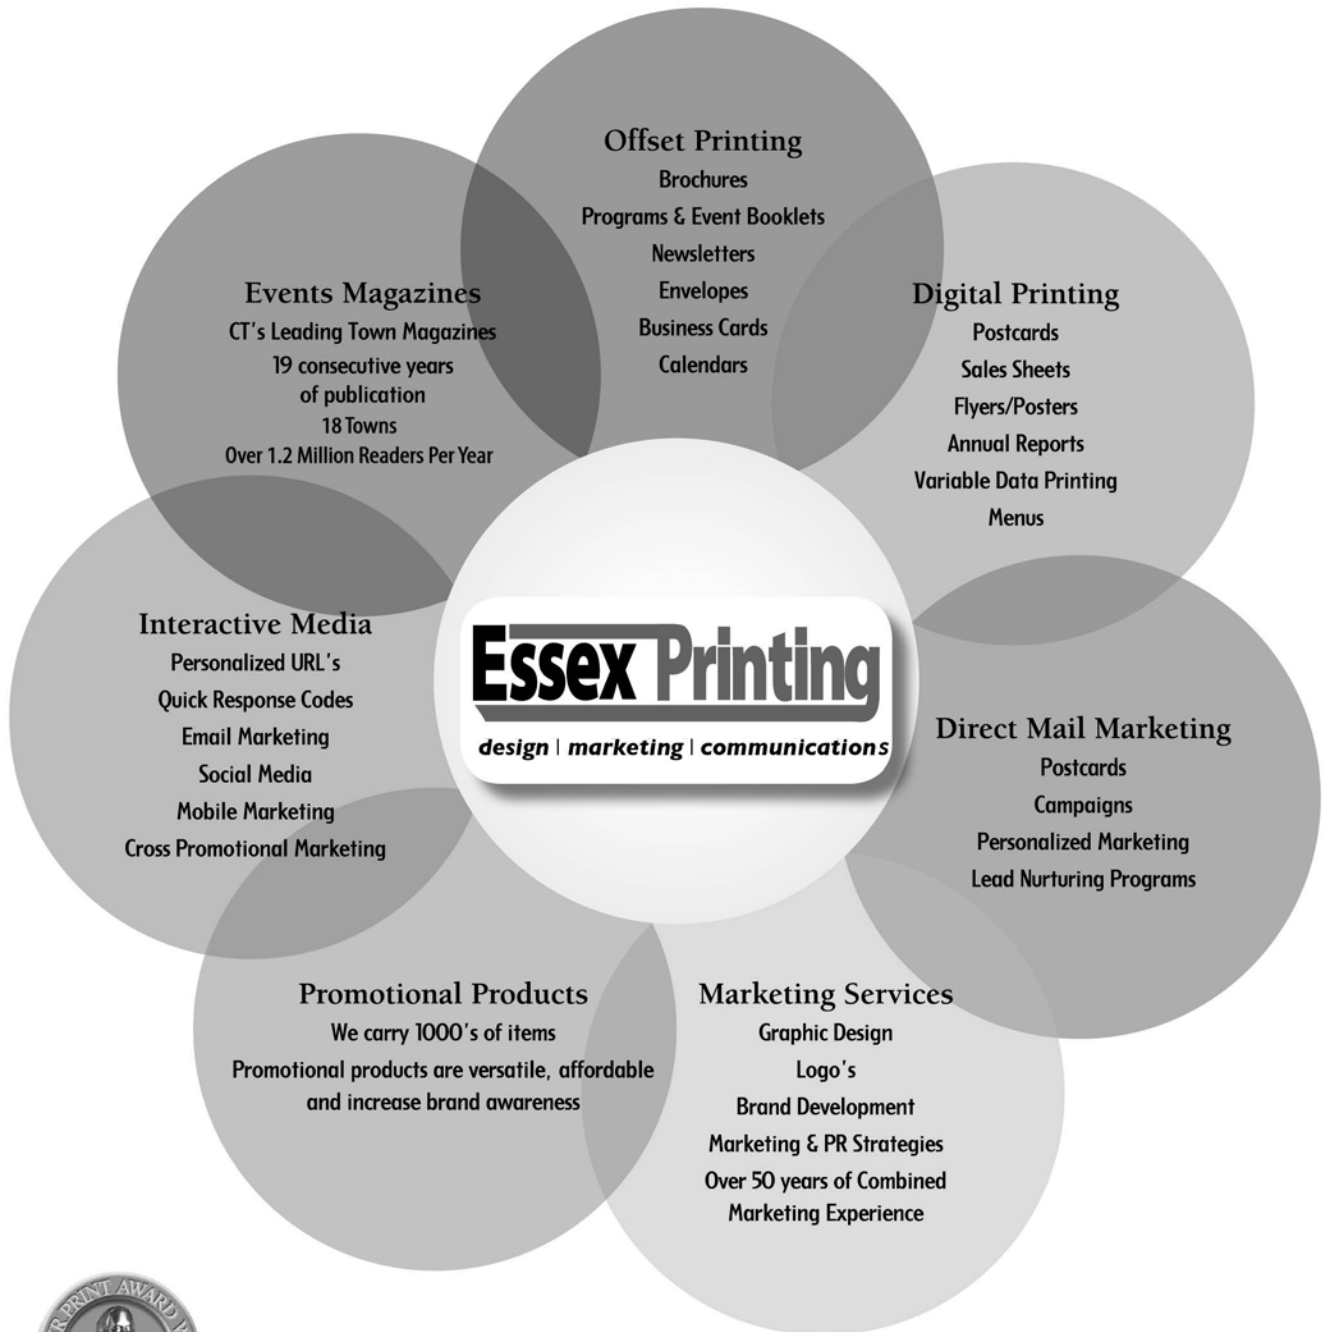 Offset Printing
Brochures
Programs & Event Booklets
Newsletters
Envelopes
Business Cards
Calendars
Events Magazines
CT's Leading Town Magazines
19 consecutive years
of publication
18 Towns
Over 1.2 Million Readers Per Year
Digital Printing
Postcards
Sales Sheets
Flyers/Posters
Annual Reports
Variable Data Printing
Menus
Interactive Media
Personalized URL's
Quick Response Codes
Email Marketing
Social Media
Mobile Marketing
Cross Promotional Marketing
Essex Printing
design | marketing | communications
Direct Mail Marketing
Postcards
Campaigns
Personalized Marketing
Lead Nurturing Programs
Promotional Products
We carry 1000's of items
Promotional products are versatile, affordable
and increase brand awareness
Marketing Services
Graphic Design
Logo's
Brand Development
Marketing & PR Strategies
Over 50 years of Combined
Marketing Experience
PRINT AWARD